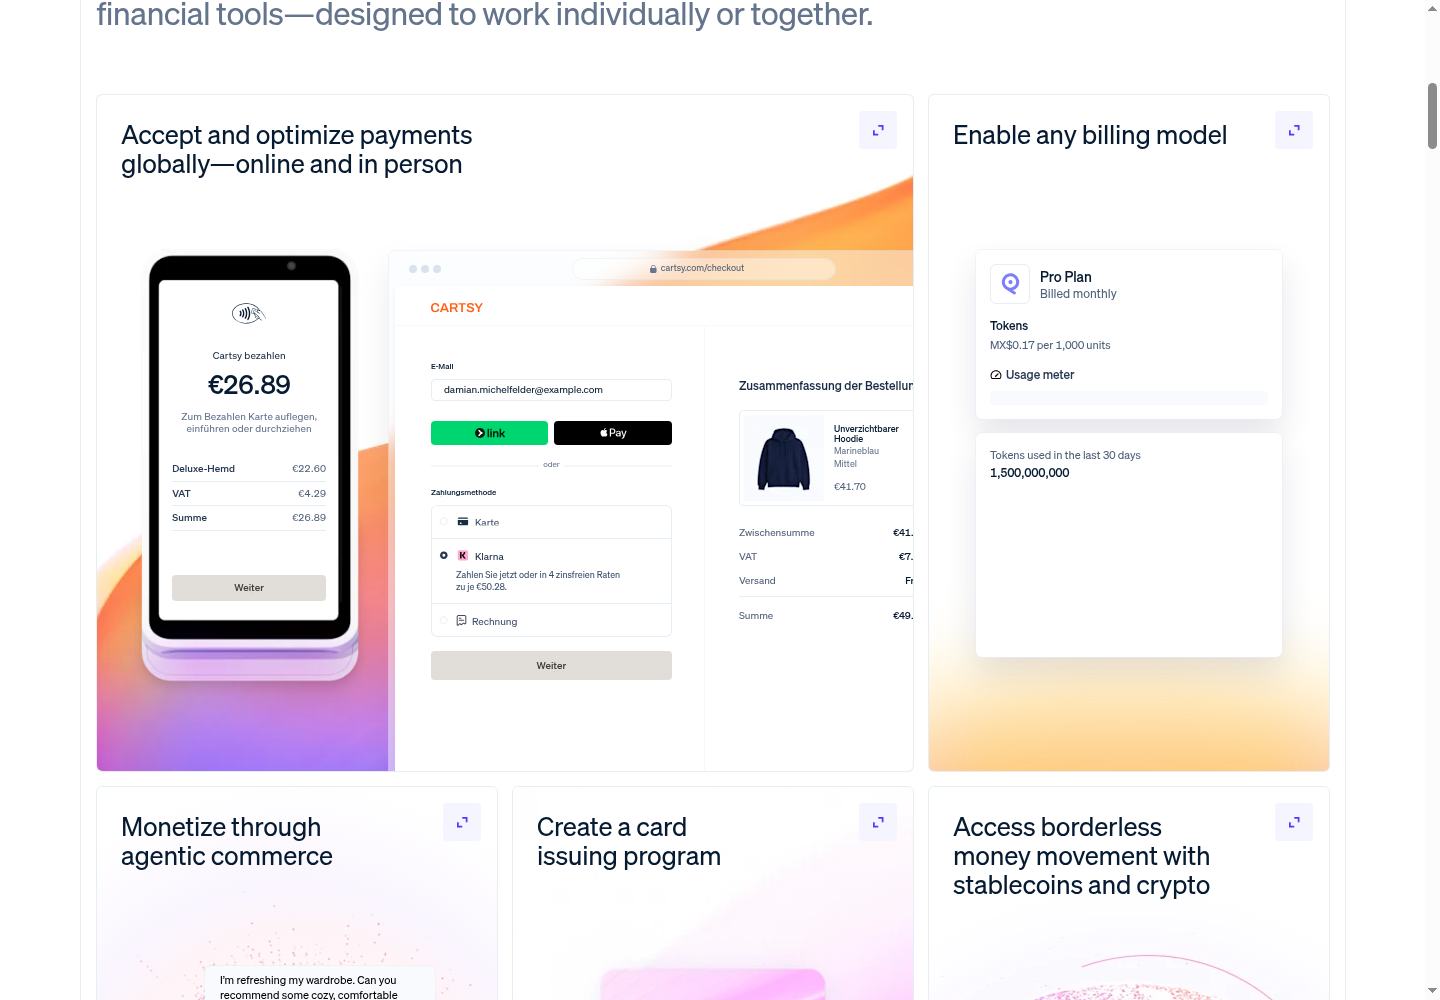 financial tools—designed to work individually or together.
Accept and optimize payments
globally—online and in person
Cartsy bezahlen
€26.89
Zum Bezahlen Karte auflegen,
einführen oder durchziehen
Deluxe-Hemd €22.60
VAT €4.29
Summe €26.89
Weiter
cartsy.com/checkout
CARTSY
E-Mail
damian.michelfelder@example.com
link
Pay
oder
Zahlungsmethode
Karte
Klarna
Zahlen Sie jetzt oder in 4 zinsfreien Raten
zu je €50.28.
Rechnung
Weiter
Zusammenfassung der Bestellun
Unverzichtbarer
Hoodie
Marineblau
Mittel
€41.70
Zwischensumme €41.
VAT €7.
Versand Fr
Summe €49.
Enable any billing model
Pro Plan
Billed monthly
Tokens
MX$0.17 per 1,000 units
Usage meter
Tokens used in the last 30 days
1,500,000,000
Monetize through
agentic commerce
I'm refreshing my wardrobe. Can you
recommend some cozy, comfortable
Create a card
issuing program
Access borderless
money movement with
stablecoins and crypto